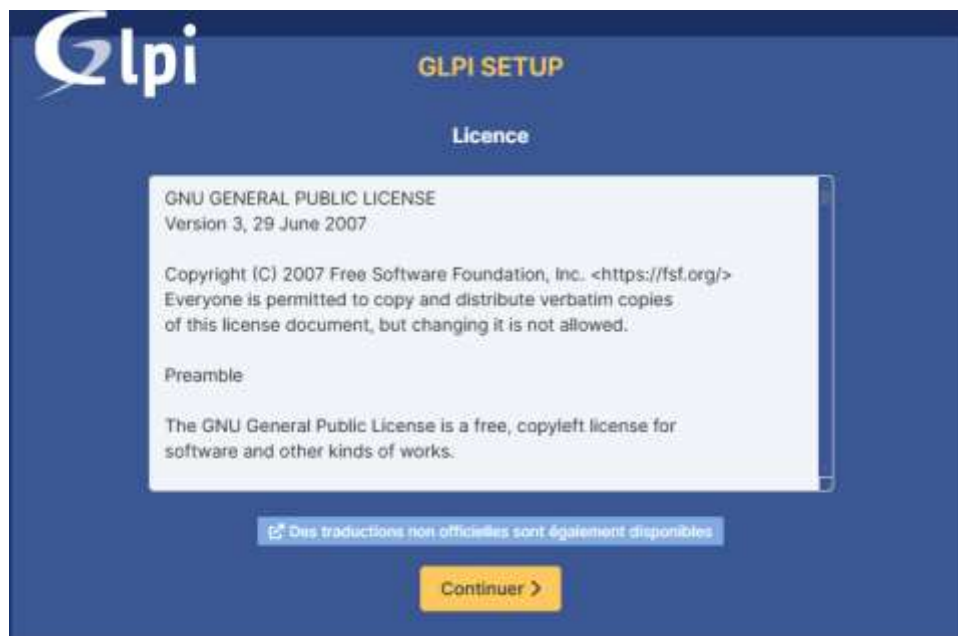 Glpi
GLPI SETUP
Licence
GNU GENERAL PUBLIC LICENSE
Version 3, 29 June 2007
Copyright (C) 2007 Free Software Foundation, Inc. <https://fsf.org/>
Everyone is permitted to copy and distribute verbatim copies
of this license document, but changing it is not allowed.
Preamble
The GNU General Public License is a free, copyleft license for
software and other kinds of works.
Des traductions non officielles sont également disponibles
Continuer >